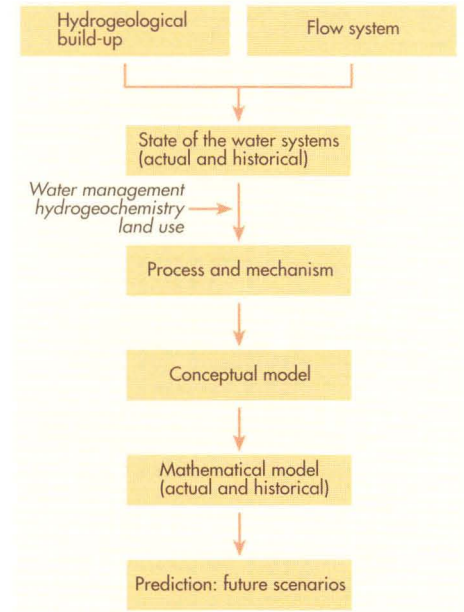 Hydrogeological
build-up
Flow system
State of the water systems
(actual and historical)
Water management
hydrogeochemistry
land use
Process and mechanism
Conceptual model
Mathematical model
(actual and historical)
Prediction: future scenarios